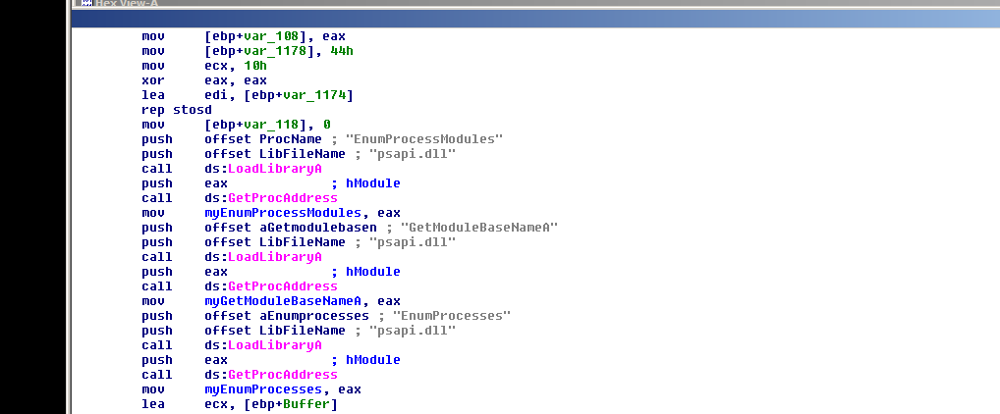 Hex View-A
mov [ebp+var_108], eax
mov [ebp+var_1178], 44h
mov ecx, 10h
xor eax, eax
lea edi, [ebp+var_1174]
rep stosd
mov [ebp+var_118], 0
push offset ProcName ; "EnumProcessModules"
push offset LibFileName ; "psapi.dll"
call ds:LoadLibraryA
push eax ; hModule
call ds:GetProcAddress
mov myEnumProcessModules, eax
push offset aGetmodulebasen ; "GetModuleBaseNameA"
push offset LibFileName ; "psapi.dll"
call ds:LoadLibraryA
push eax ; hModule
call ds:GetProcAddress
mov myGetModuleBaseNameA, eax
push offset aEnumprocesses ; "EnumProcesses"
push offset LibFileName ; "psapi.dll"
call ds:LoadLibraryA
push eax ; hModule
call ds:GetProcAddress
mov myEnumProcesses, eax
lea ecx, [ebp+Buffer]